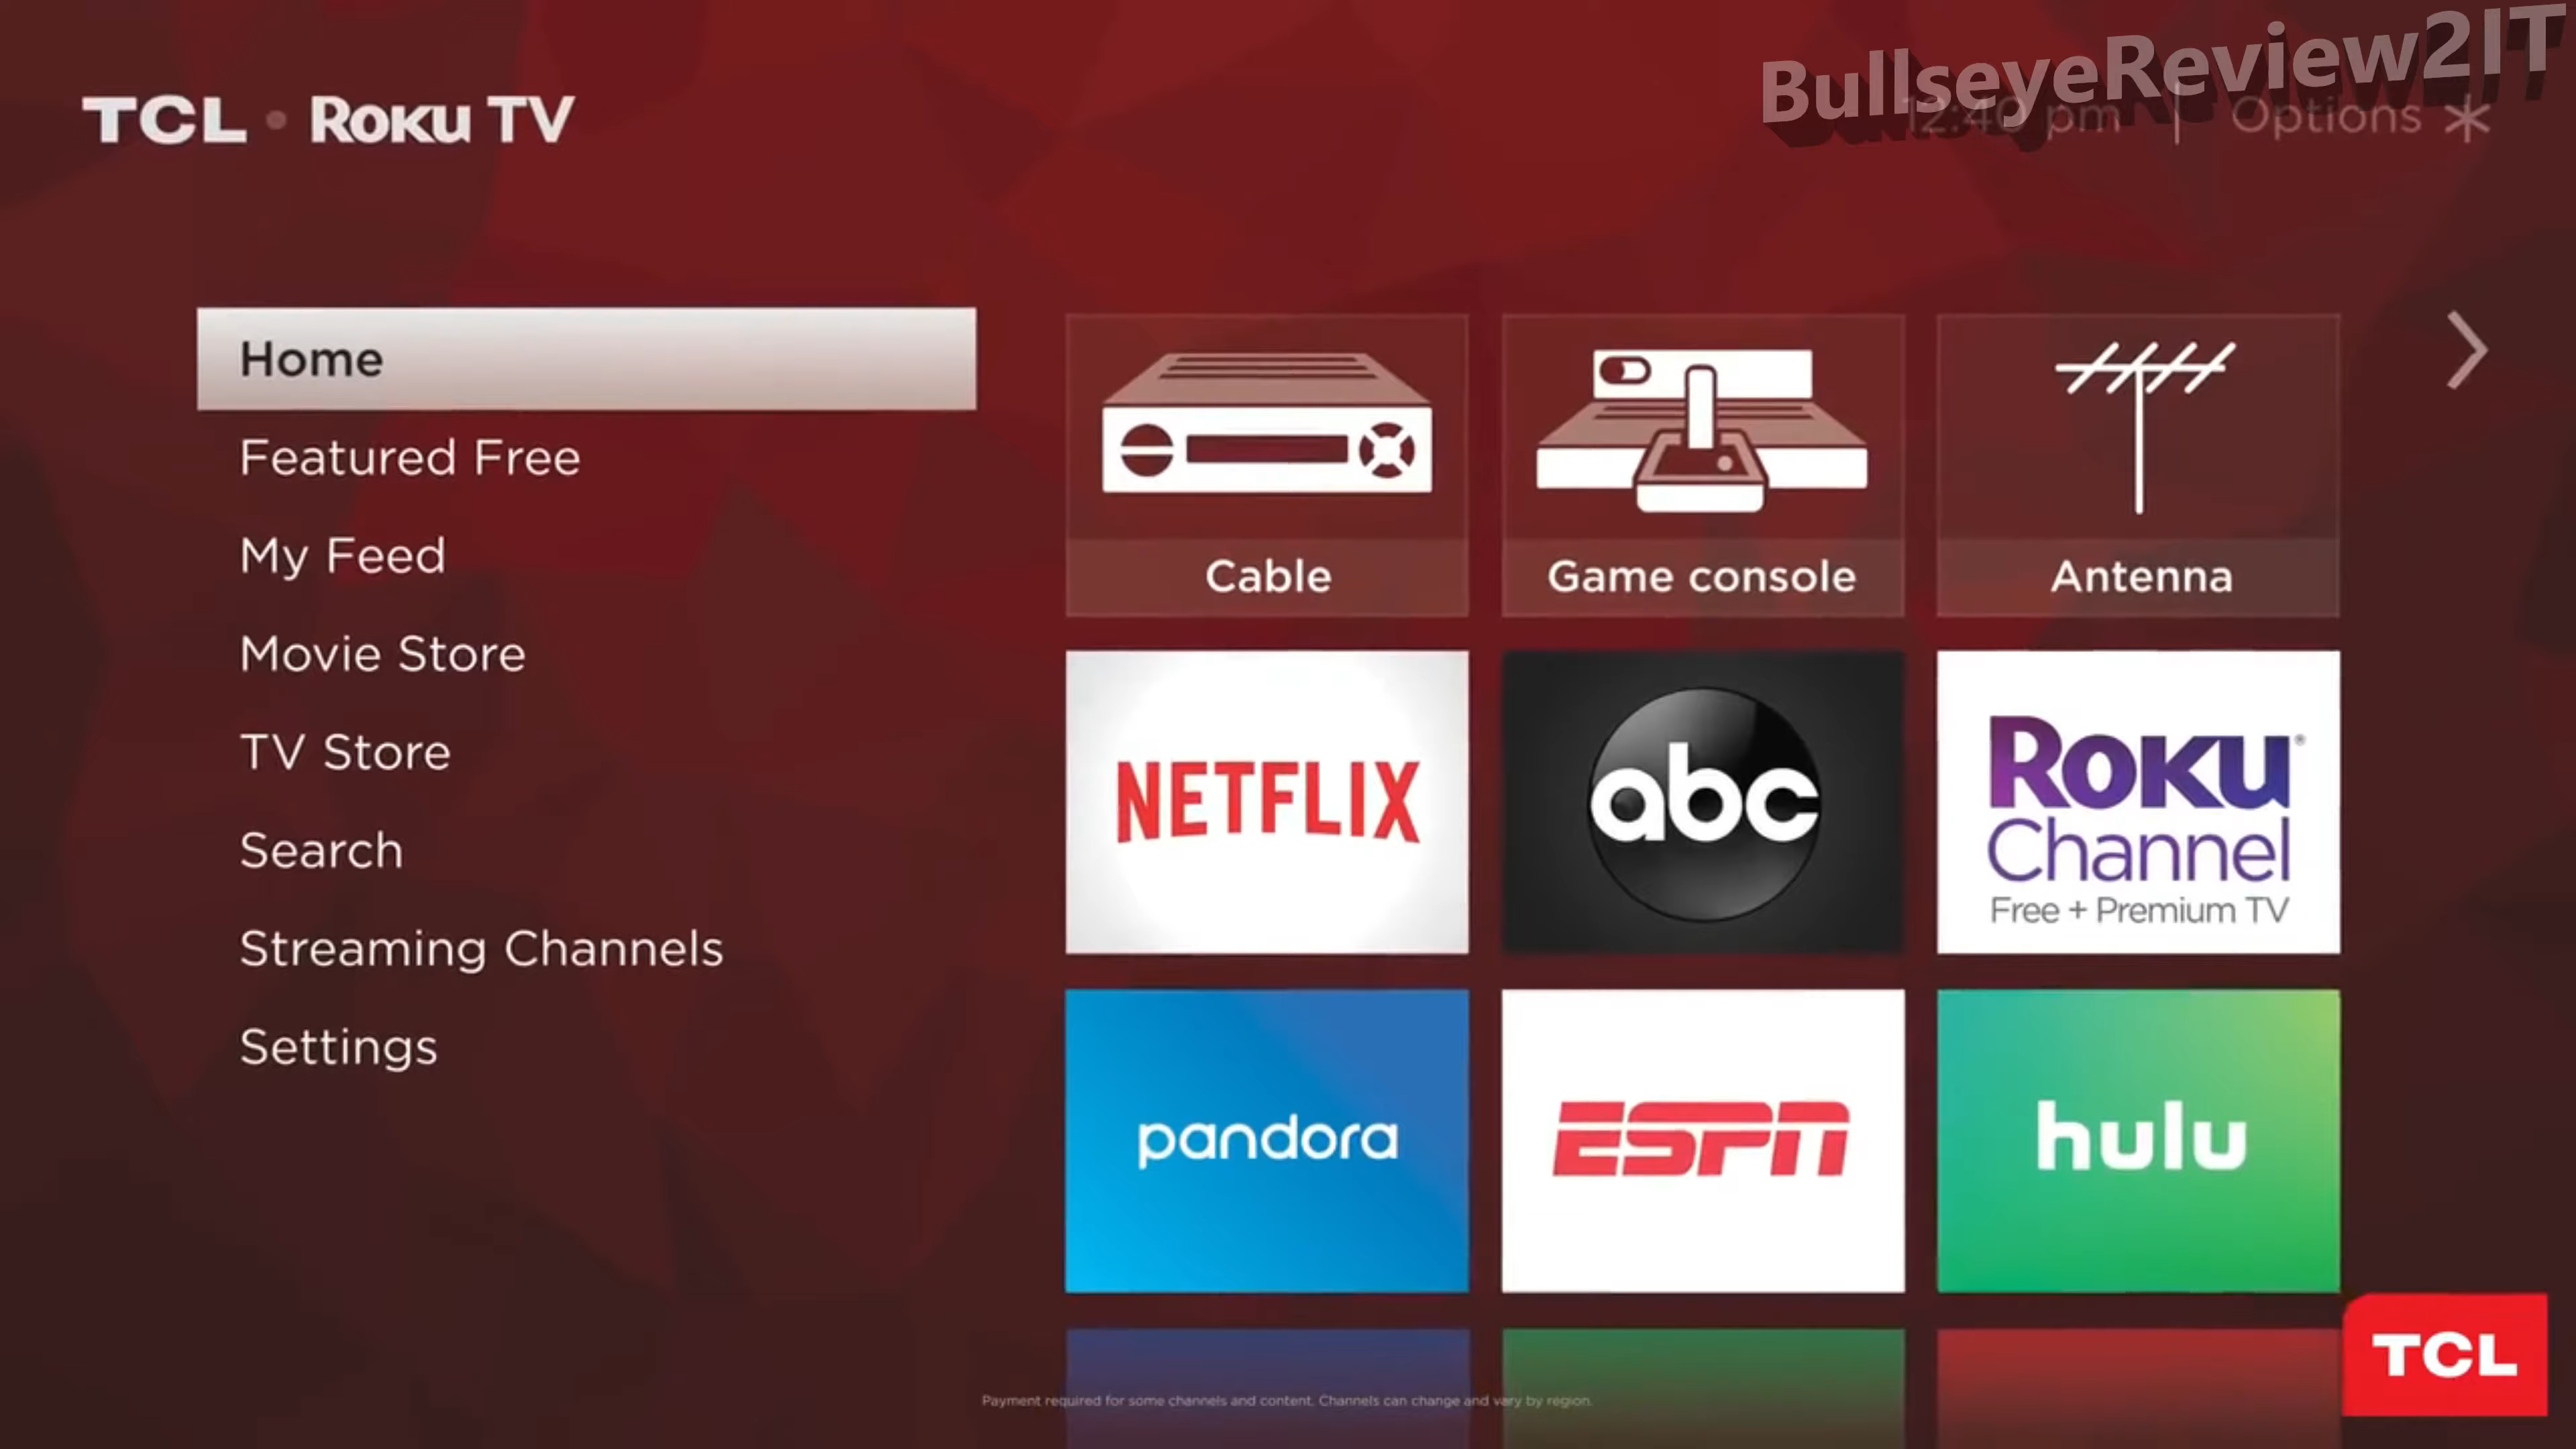 BullseyeReview2IT
TCL • Roku TV
12:40 pm | Options *
Home
Featured Free
My Feed
Movie Store
TV Store
Search
Streaming Channels
Settings
Cable
Game console
Antenna
NETFLIX
abc
Roku®
Channel
Free + Premium TV
pandora
ESPN
hulu
TCL
Payment required for some channels and content. Channels can change and vary by region.